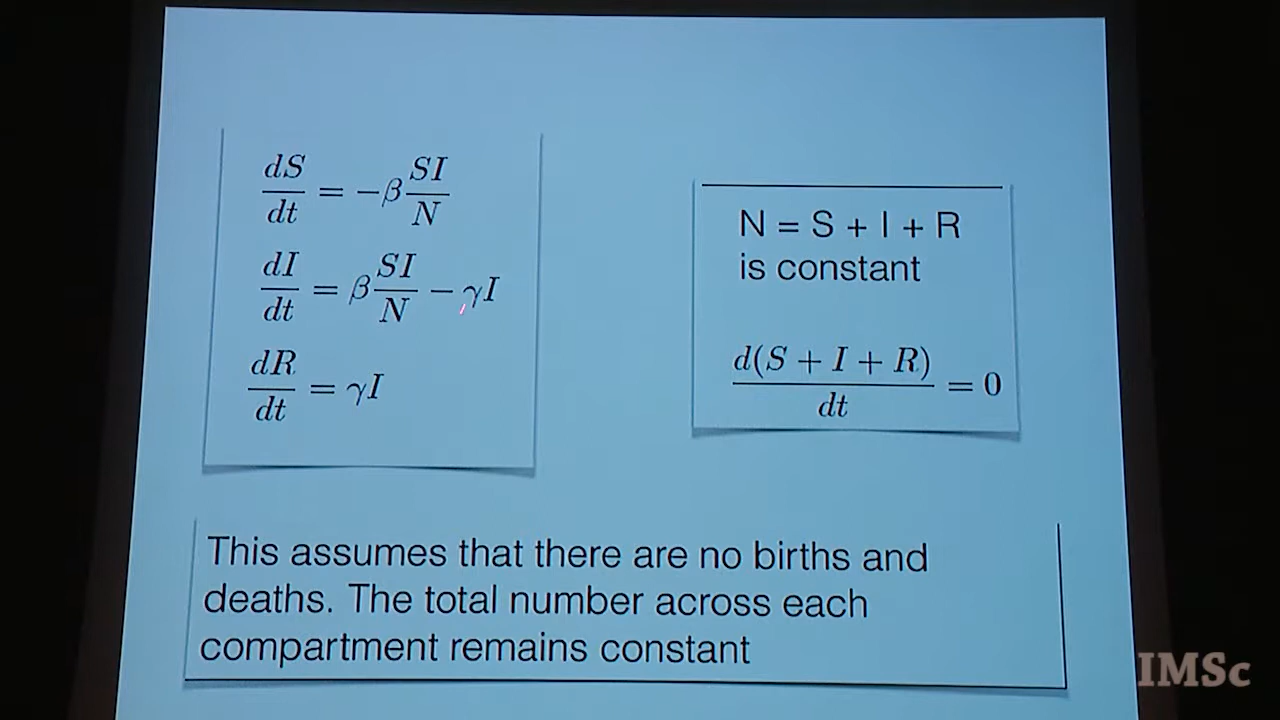 dS/dt = −β SI/N
dI/dt = β SI/N − γI
dR/dt = γI
N = S + I + R
is constant
d(S + I + R)/dt = 0
This assumes that there are no births and
deaths. The total number across each
compartment remains constant
IMSc